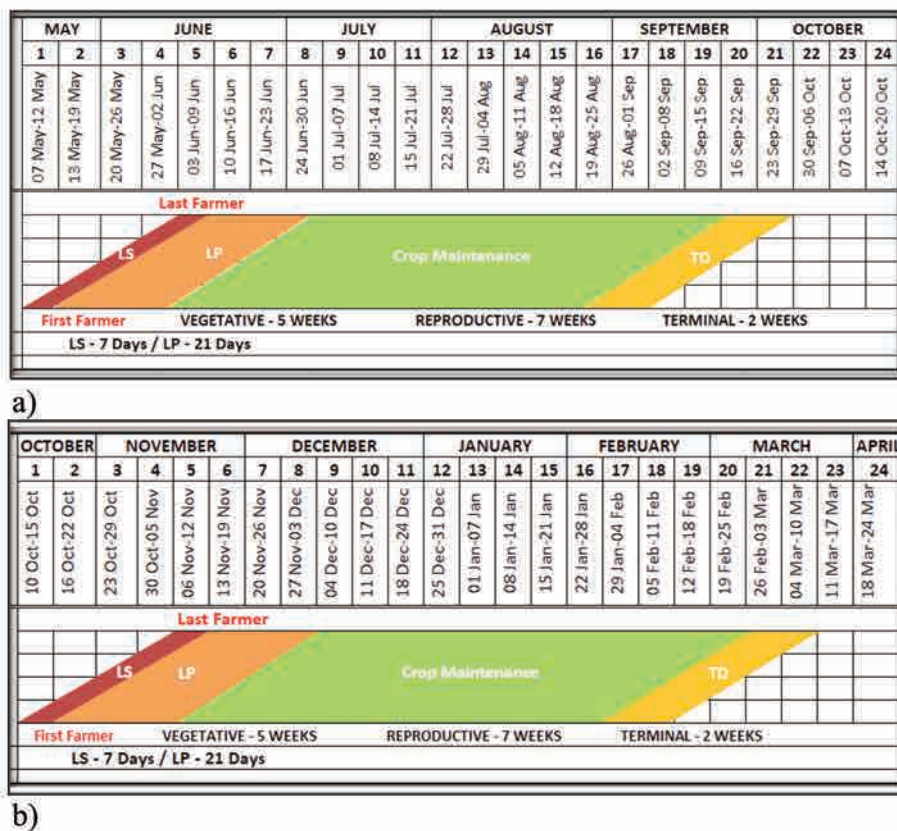 MAY JUNE JULY AUGUST SEPTEMBER OCTOBER
1 2 3 4 5 6 7 8 9 10 11 12 13 14 15 16 17 18 19 20 21 22 23 24
07 May-12 May
13 May-19 May
20 May-26 May
27 May-02 Jun
03 Jun-09 Jun
10 Jun-16 Jun
17 Jun-23 Jun
24 Jun-30 Jun
01 Jul-07 Jul
08 Jul-14 Jul
15 Jul-21 Jul
22 Jul-28 Jul
29 Jul-04 Aug
05 Aug-11 Aug
12 Aug-18 Aug
19 Aug-25 Aug
26 Aug-01 Sep
02 Sep-08 Sep
09 Sep-15 Sep
16 Sep-22 Sep
23 Sep-29 Sep
30 Sep-06 Oct
07 Oct-13 Oct
14 Oct-20 Oct
Last Farmer
LS LP Crop Maintenance TD
First Farmer VEGETATIVE - 5 WEEKS REPRODUCTIVE - 7 WEEKS TERMINAL - 2 WEEKS
LS - 7 Days / LP - 21 Days
a)
OCTOBER NOVEMBER DECEMBER JANUARY FEBRUARY MARCH APRIL
1 2 3 4 5 6 7 8 9 10 11 12 13 14 15 16 17 18 19 20 21 22 23 24
10 Oct-15 Oct
16 Oct-22 Oct
23 Oct-29 Oct
30 Oct-05 Nov
06 Nov-12 Nov
13 Nov-19 Nov
20 Nov-26 Nov
27 Nov-03 Dec
04 Dec-10 Dec
11 Dec-17 Dec
18 Dec-24 Dec
25 Dec-31 Dec
01 Jan-07 Jan
08 Jan-14 Jan
15 Jan-21 Jan
22 Jan-28 Jan
29 Jan-04 Feb
05 Feb-11 Feb
12 Feb-18 Feb
19 Feb-25 Feb
26 Feb-03 Mar
04 Mar-10 Mar
11 Mar-17 Mar
18 Mar-24 Mar
Last Farmer
LS LP Crop Maintenance TD
First Farmer VEGETATIVE - 5 WEEKS REPRODUCTIVE - 7 WEEKS TERMINAL - 2 WEEKS
LS - 7 Days / LP - 21 Days
b)